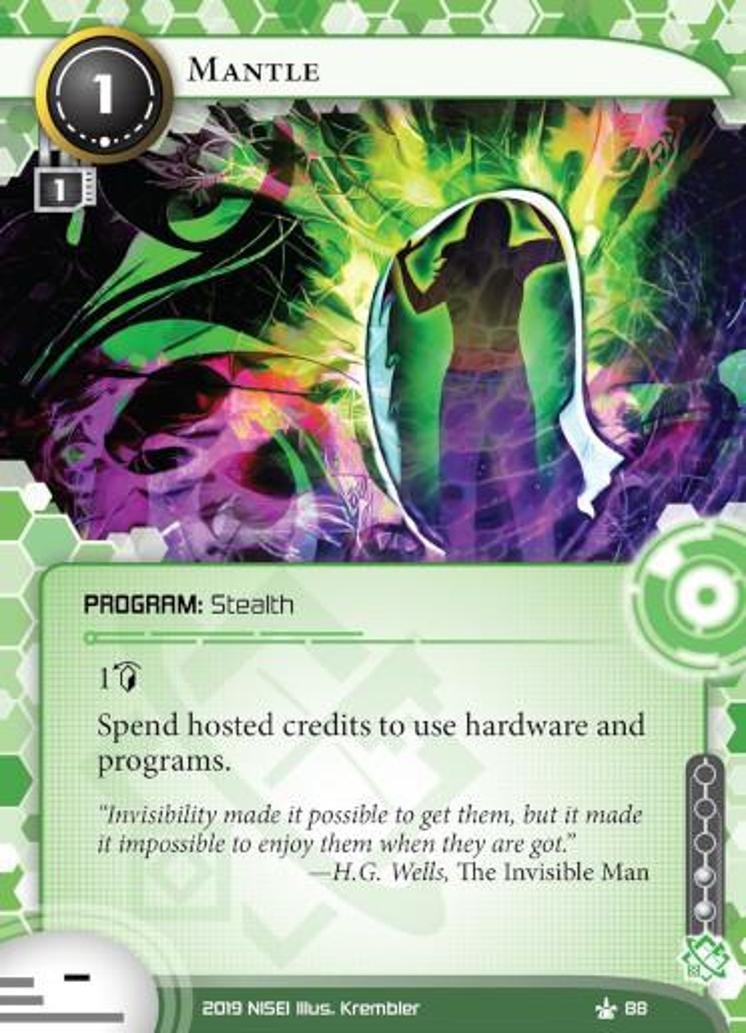 1
MANTLE
1
PROGRAM: Stealth
1
Spend hosted credits to use hardware and
programs.
“Invisibility made it possible to get them, but it made
it impossible to enjoy them when they are got.”
—H.G. Wells, The Invisible Man
-
2019 NISEI Illus. Krembler
88